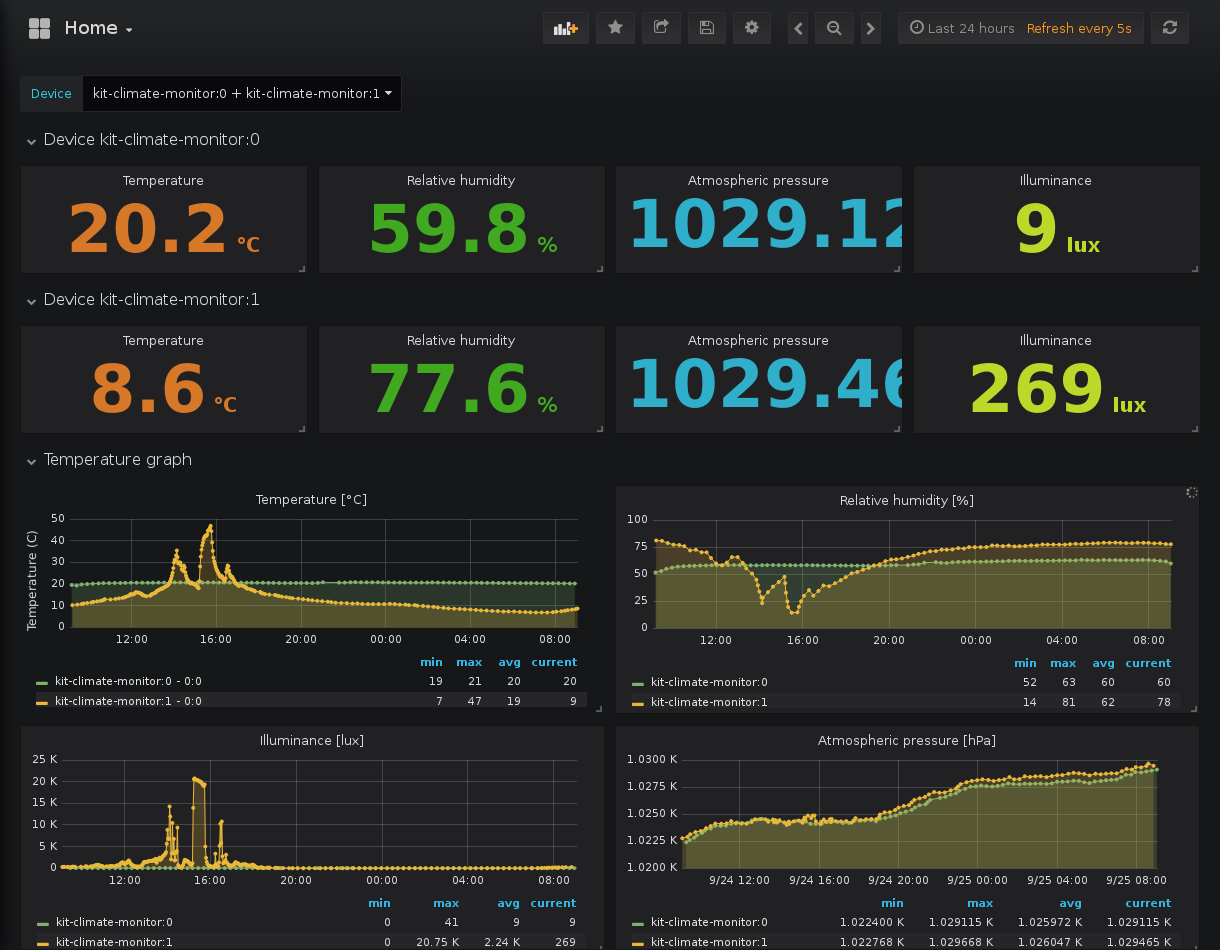 Home
Last 24 hours Refresh every 5s
Device kit-climate-monitor:0 + kit-climate-monitor:1
Device kit-climate-monitor:0
Temperature Relative humidity Atmospheric pressure Illuminance
20.2 °C 59.8 % 1029.12 9 lux
Device kit-climate-monitor:1
Temperature Relative humidity Atmospheric pressure Illuminance
8.6 °C 77.6 % 1029.46 269 lux
Temperature graph
Temperature [°C]
Temperature (C)
50
40
30
20
10
0
12:00 16:00 20:00 00:00 04:00 08:00
min max avg current
kit-climate-monitor:0 - 0:0 19 21 20 20
kit-climate-monitor:1 - 0:0 7 47 19 9
Relative humidity [%]
100
75
50
25
0
12:00 16:00 20:00 00:00 04:00 08:00
min max avg current
kit-climate-monitor:0 52 63 60 60
kit-climate-monitor:1 14 81 62 78
Illuminance [lux]
25 K
20 K
15 K
10 K
5 K
0
12:00 16:00 20:00 00:00 04:00 08:00
min max avg current
kit-climate-monitor:0 0 41 9 9
kit-climate-monitor:1 0 20.75 K 2.24 K 269
Atmospheric pressure [hPa]
1.0300 K
1.0275 K
1.0250 K
1.0225 K
1.0200 K
9/24 12:00 9/24 16:00 9/24 20:00 9/25 00:00 9/25 04:00 9/25 08:00
min max avg current
kit-climate-monitor:0 1.022400 K 1.029115 K 1.025972 K 1.029115 K
kit-climate-monitor:1 1.022768 K 1.029668 K 1.026047 K 1.029465 K